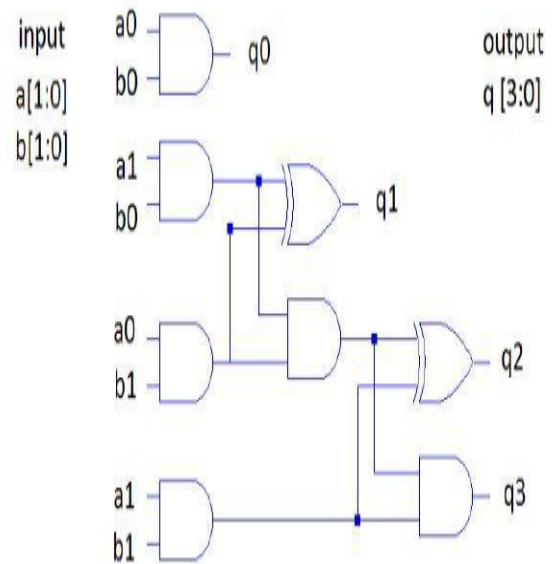 input
a[1:0]
b[1:0]
output
q [3:0]
a0
b0
q0
a1
b0
q1
a0
b1
q2
a1
b1
q3